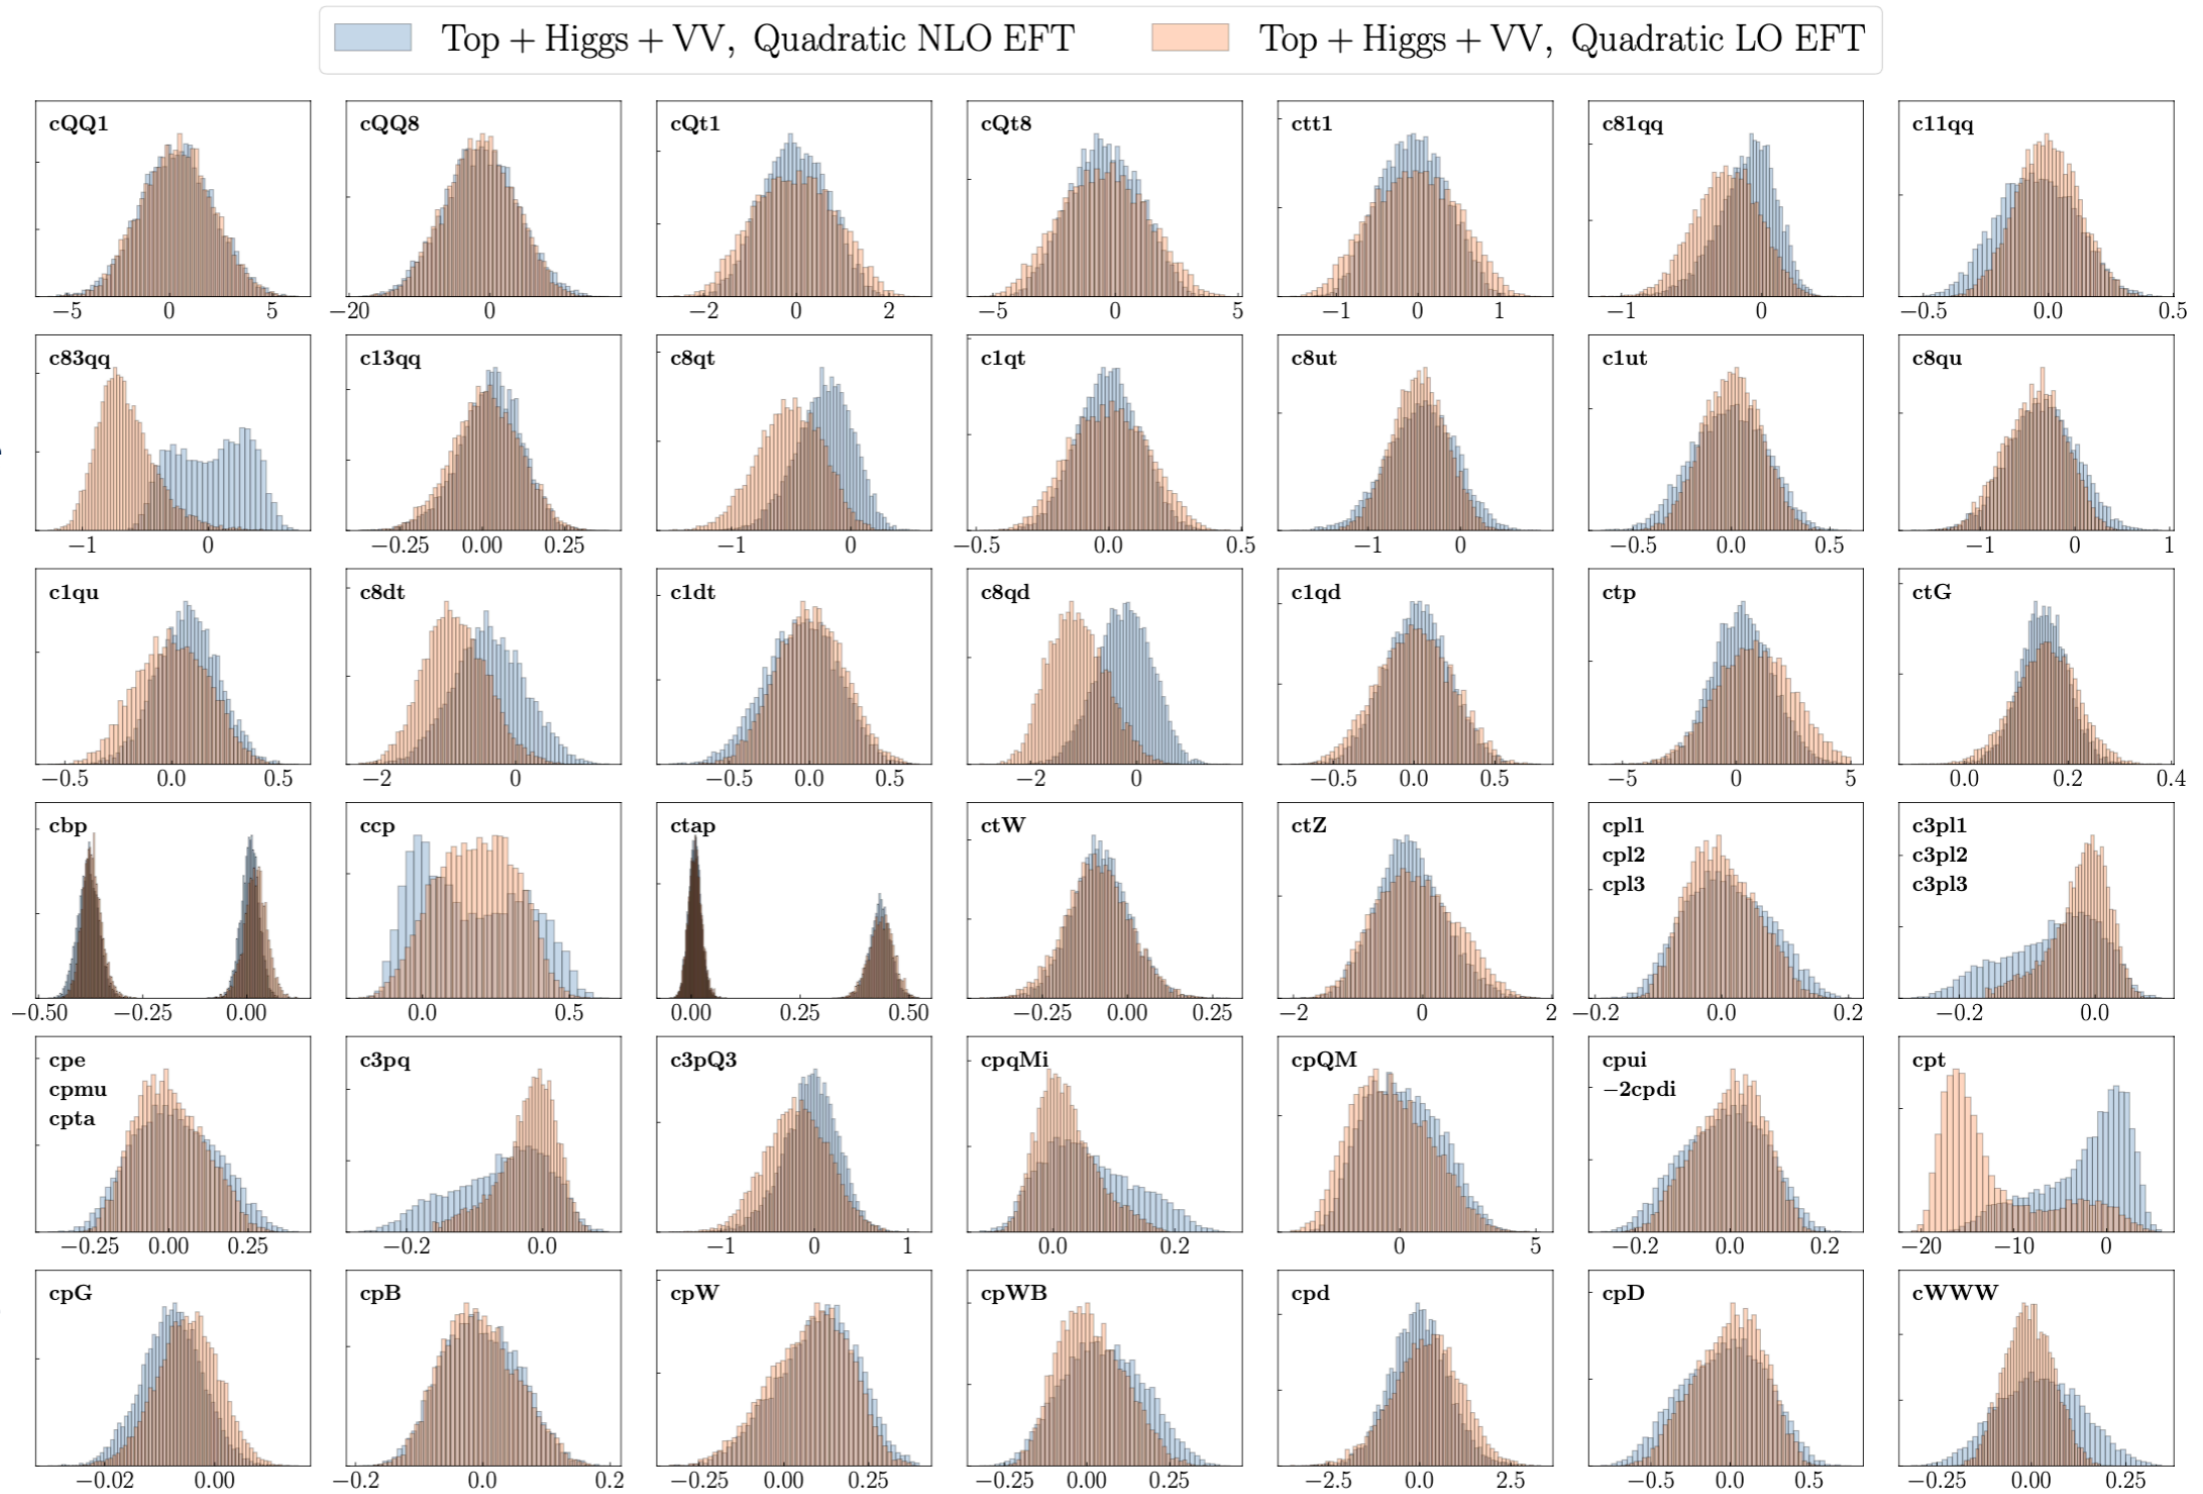 Top + Higgs + VV, Quadratic NLO EFT
Top + Higgs + VV, Quadratic LO EFT
cQQ1
−5 0 5
cQQ8
−20 0
cQt1
−2 0 2
cQt8
−5 0 5
ctt1
−1 0 1
c81qq
−1 0
c11qq
−0.5 0.0 0.5
c83qq
−1 0
c13qq
−0.25 0.00 0.25
c8qt
−1 0
c1qt
−0.5 0.0 0.5
c8ut
−1 0
c1ut
−0.5 0.0 0.5
c8qu
−1 0 1
c1qu
−0.5 0.0 0.5
c8dt
−2 0
c1dt
−0.5 0.0 0.5
c8qd
−2 0
c1qd
−0.5 0.0 0.5
ctp
−5 0 5
ctG
0.0 0.2 0.4
cbp
−0.50 −0.25 0.00
ccp
0.0 0.5
ctap
0.00 0.25 0.50
ctW
−0.25 0.00 0.25
ctZ
−2 0 2
cpl1
cpl2
cpl3
−0.2 0.0 0.2
c3pl1
c3pl2
c3pl3
−0.2 0.0
cpe
cpmu
cpta
−0.25 0.00 0.25
c3pq
−0.2 0.0
c3pQ3
−1 0 1
cpqMi
0.0 0.2
cpQM
0 5
cpui
−2cpdi
−0.2 0.0 0.2
cpt
−20 −10 0
cpG
−0.02 0.00
cpB
−0.2 0.0 0.2
cpW
−0.25 0.00 0.25
cpWB
−0.25 0.00 0.25
cpd
−2.5 0.0 2.5
cpD
−0.5 0.0 0.5
cWWW
−0.25 0.00 0.25